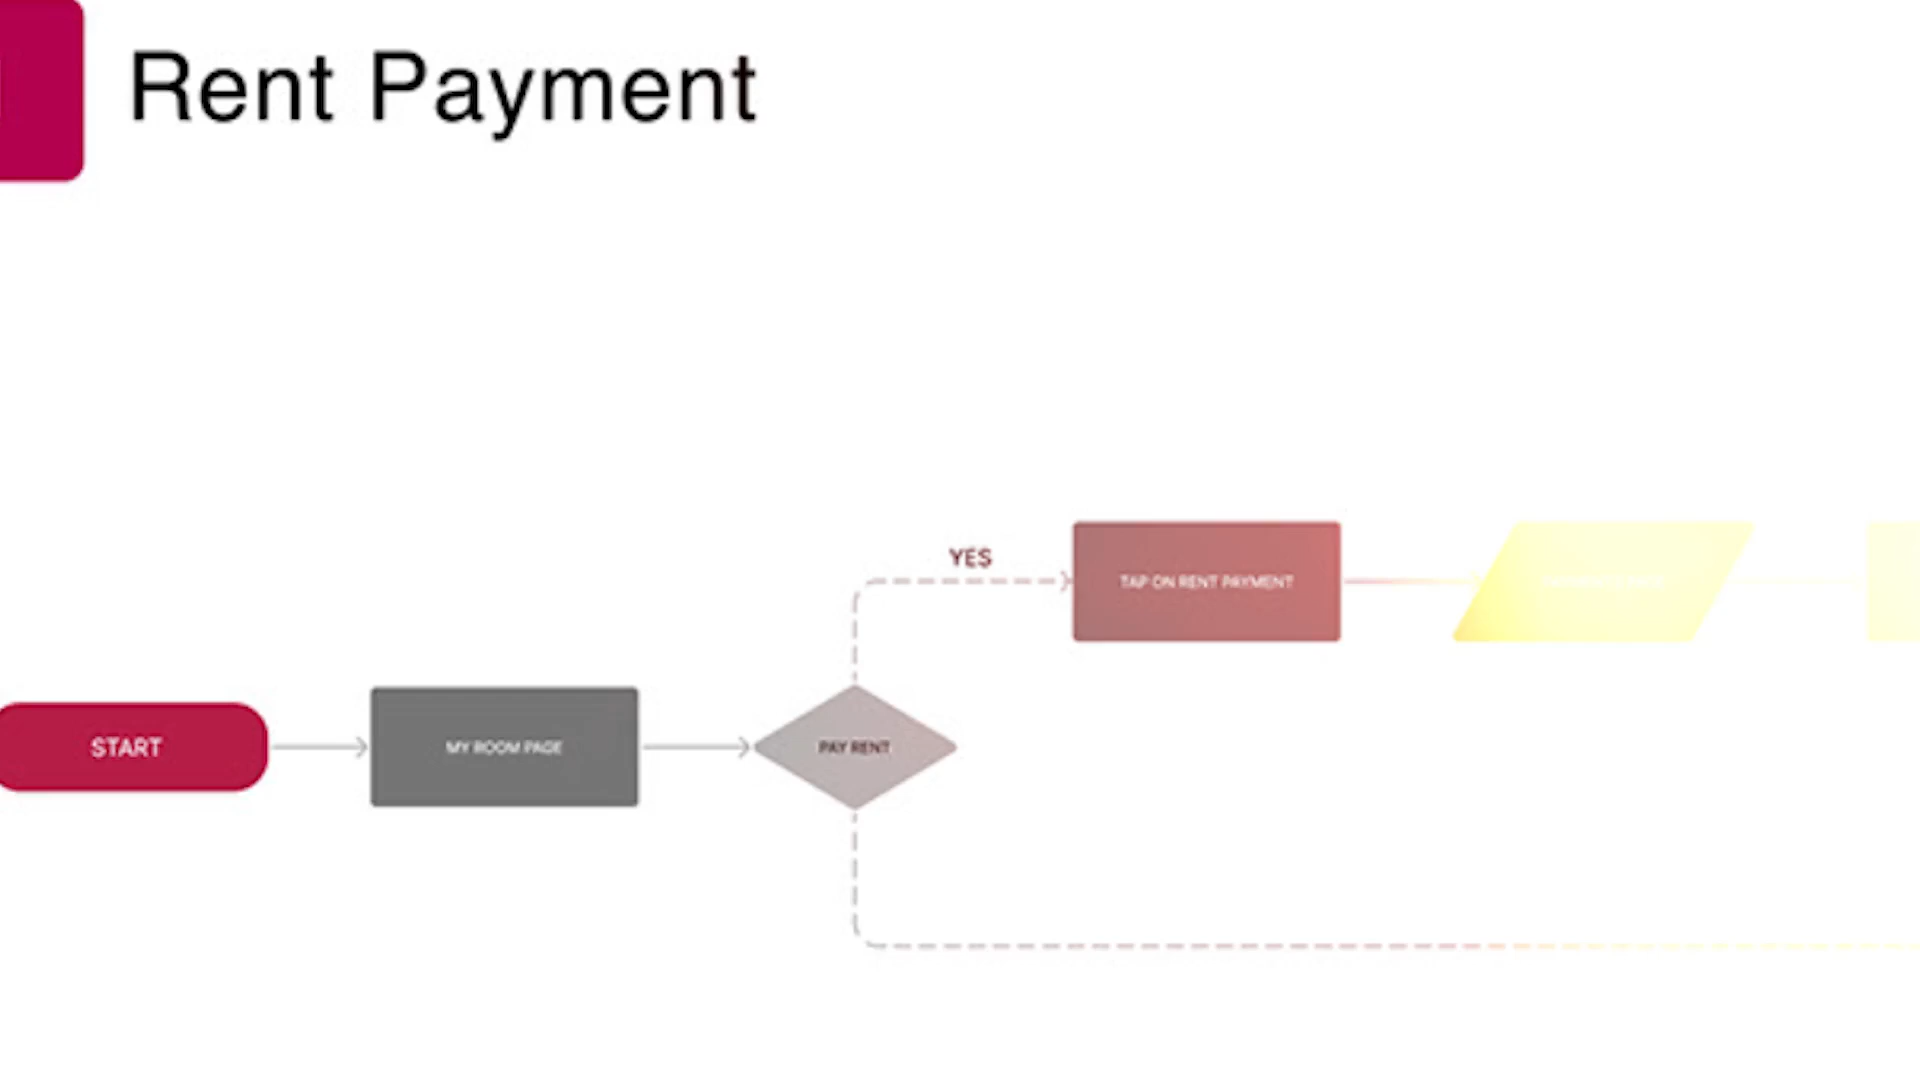 Rent Payment
YES
TAP ON RENT PAYMENT
START
MY ROOM PAGE
PAY RENT